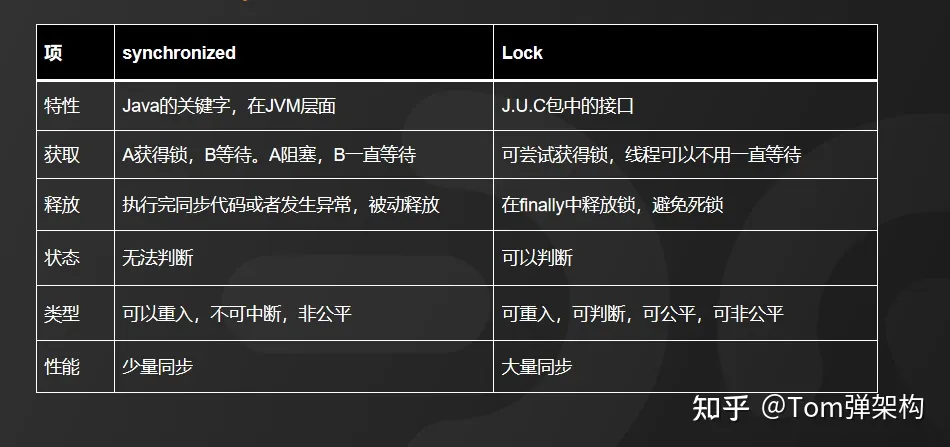 项 synchronized Lock
特性 Java的关键字，在JVM层面 J.U.C包中的接口
获取 A获得锁，B等待。A阻塞，B一直等待 可尝试获得锁，线程可以不用一直等待
释放 执行完同步代码或者发生异常，被动释放 在finally中释放锁，避免死锁
状态 无法判断 可以判断
类型 可以重入，不可中断，非公平 可重入，可判断，可公平，可非公平
性能 少量同步 大量同步
知乎 @Tom弹架构